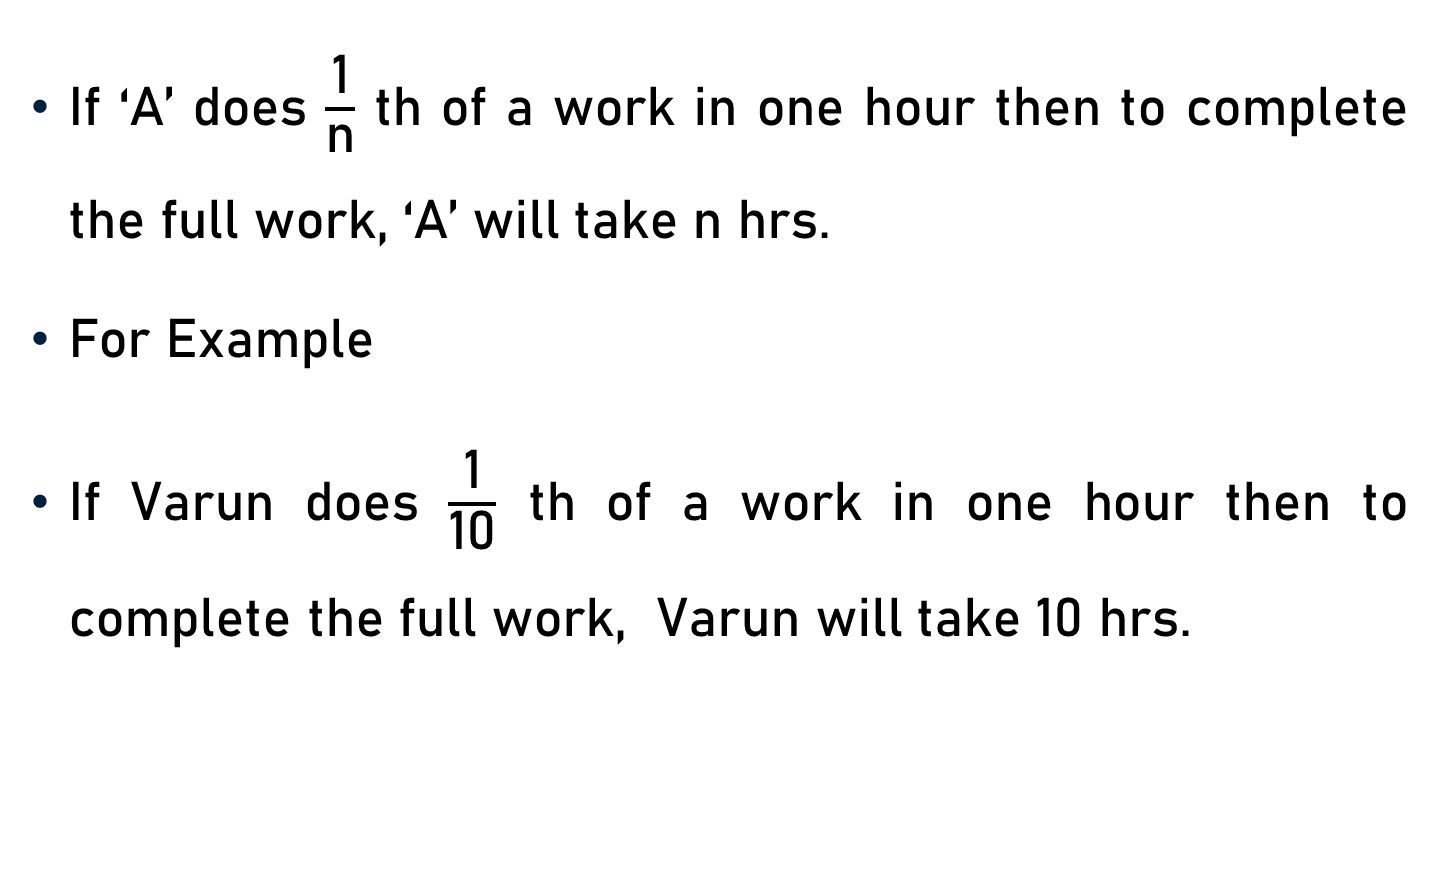 • If ‘A’ does 1/n th of a work in one hour then to complete
the full work, ‘A’ will take n hrs.
• For Example
• If Varun does 1/10 th of a work in one hour then to
complete the full work, Varun will take 10 hrs.